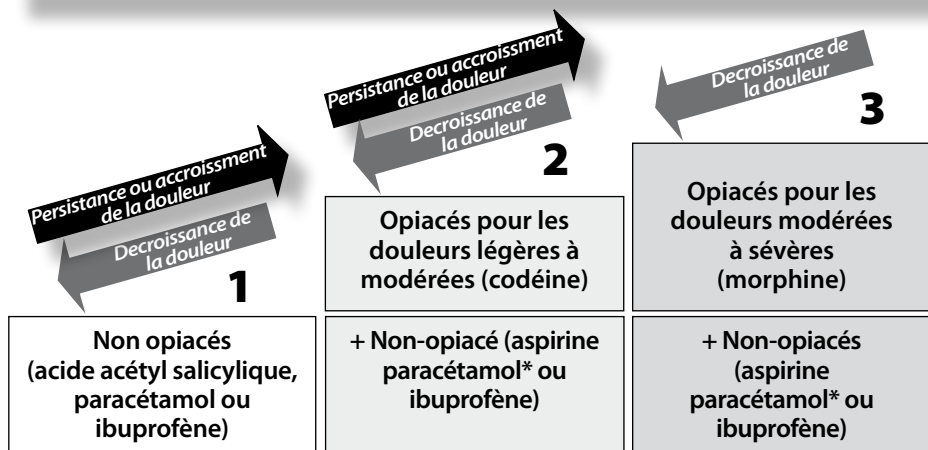 Persistance ou accroissment
de la douleur
Decroissance de
la douleur
1
Non opiacés
(acide acétyl salicylique,
paracétamol ou
ibuprofène)
Persistance ou accroissment
de la douleur
Decroissance de
la douleur
2
Opiacés pour les
douleurs légères à
modérées (codéine)
+ Non-opiacé (aspirine
paracétamol* ou
ibuprofène)
Decroissance de
la douleur
3
Opiacés pour les
douleurs modérées
à sévères
(morphine)
+ Non-opiacés
(aspirine
paracétamol* ou
ibuprofène)